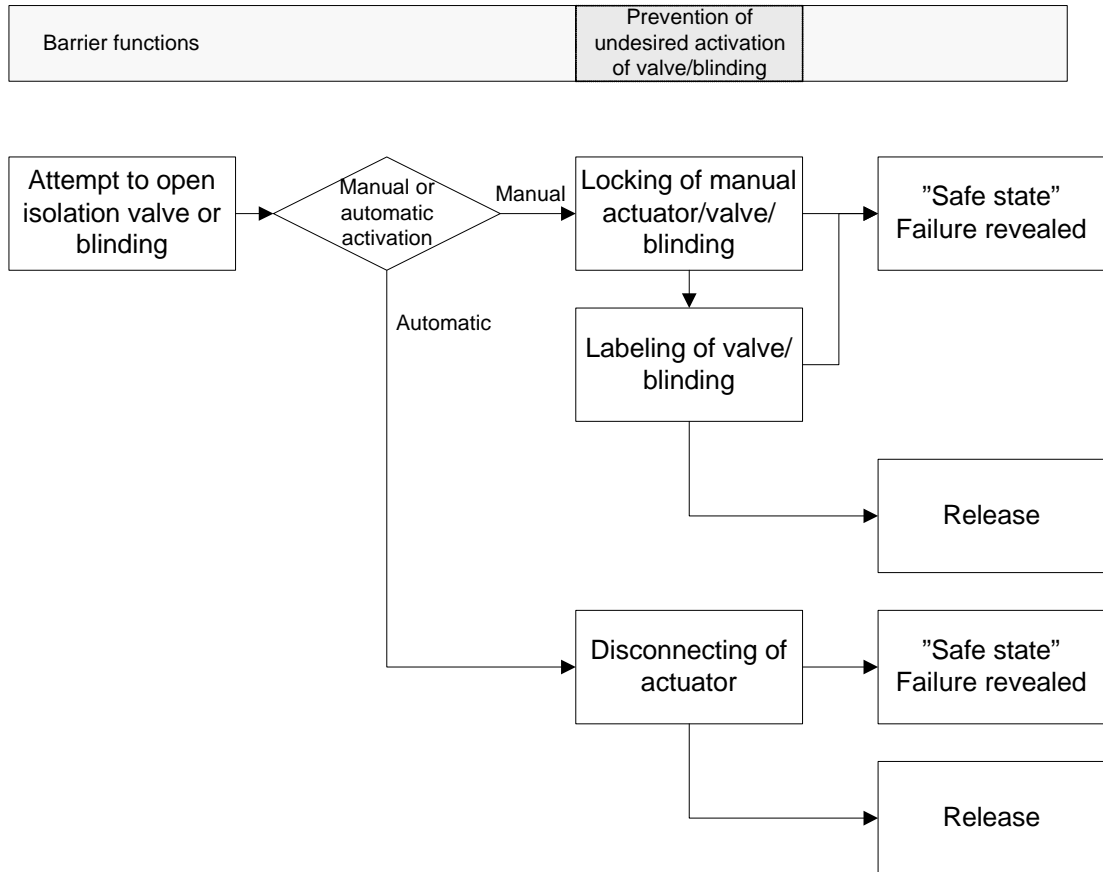 Barrier functions
Prevention of
undesired activation
of valve/blinding
Attempt to open
isolation valve or
blinding
Manual or
automatic
activation
Manual
Locking of manual
actuator/valve/
blinding
”Safe state”
Failure revealed
Automatic
Labeling of valve/
blinding
Release
Disconnecting of
actuator
”Safe state”
Failure revealed
Release